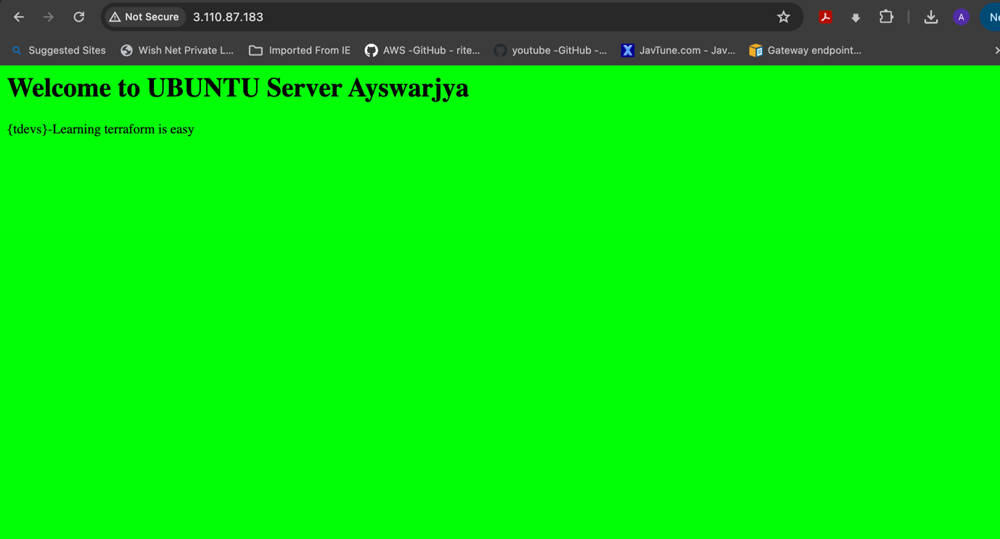 Not Secure 3.110.87.183 A Ne
Suggested Sites Wish Net Private L... Imported From IE AWS -GitHub - rite... youtube -GitHub -... JavTune.com - Jav... Gateway endpoint...
Welcome to UBUNTU Server Ayswarjya
{tdevs}-Learning terraform is easy